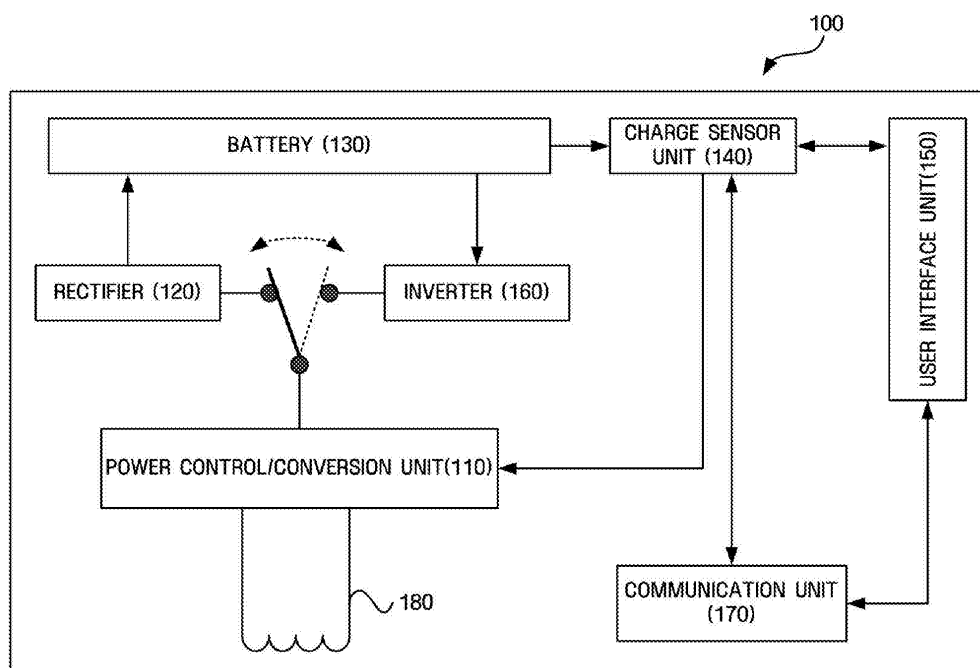 100
BATTERY (130)
CHARGE SENSOR
UNIT (140)
USER INTERFACE UNIT(150)
RECTIFIER (120)
INVERTER (160)
POWER CONTROL/CONVERSION UNIT(110)
180
COMMUNICATION UNIT
(170)